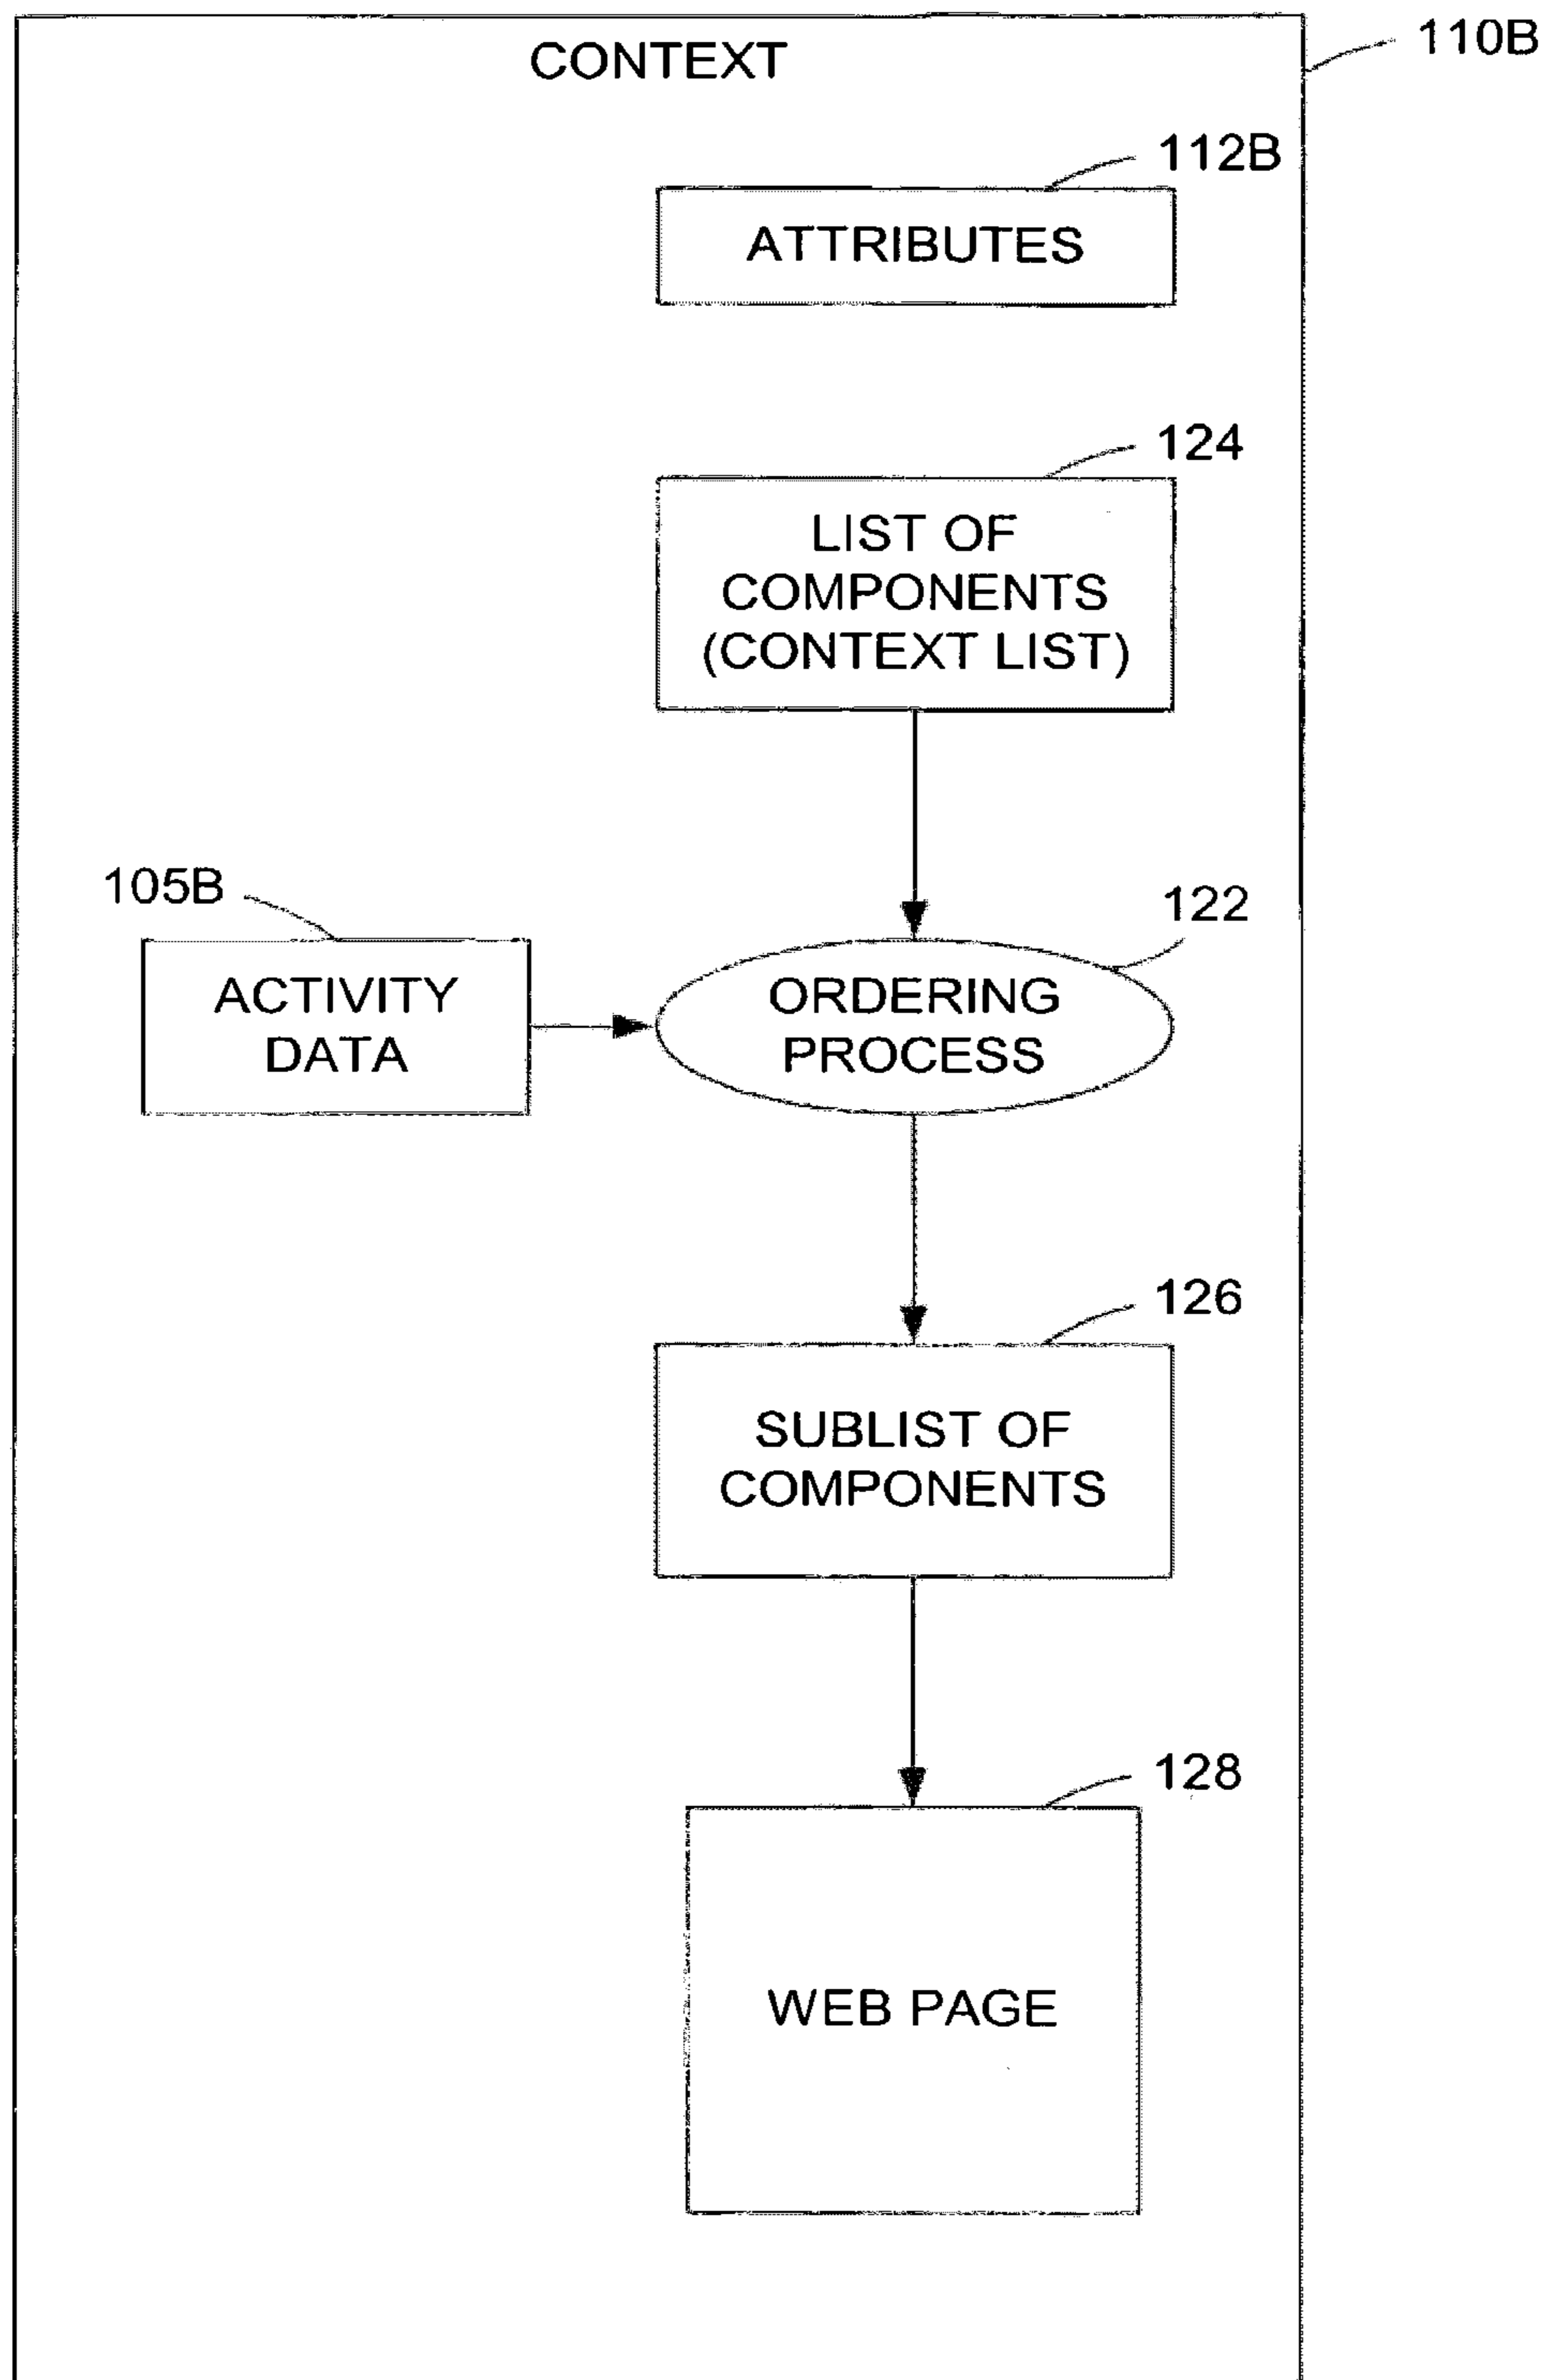 CONTEXT
110B
112B
ATTRIBUTES
124
LIST OF
COMPONENTS
(CONTEXT LIST)
105B
122
ACTIVITY
DATA
ORDERING
PROCESS
126
SUBLIST OF
COMPONENTS
128
WEB PAGE